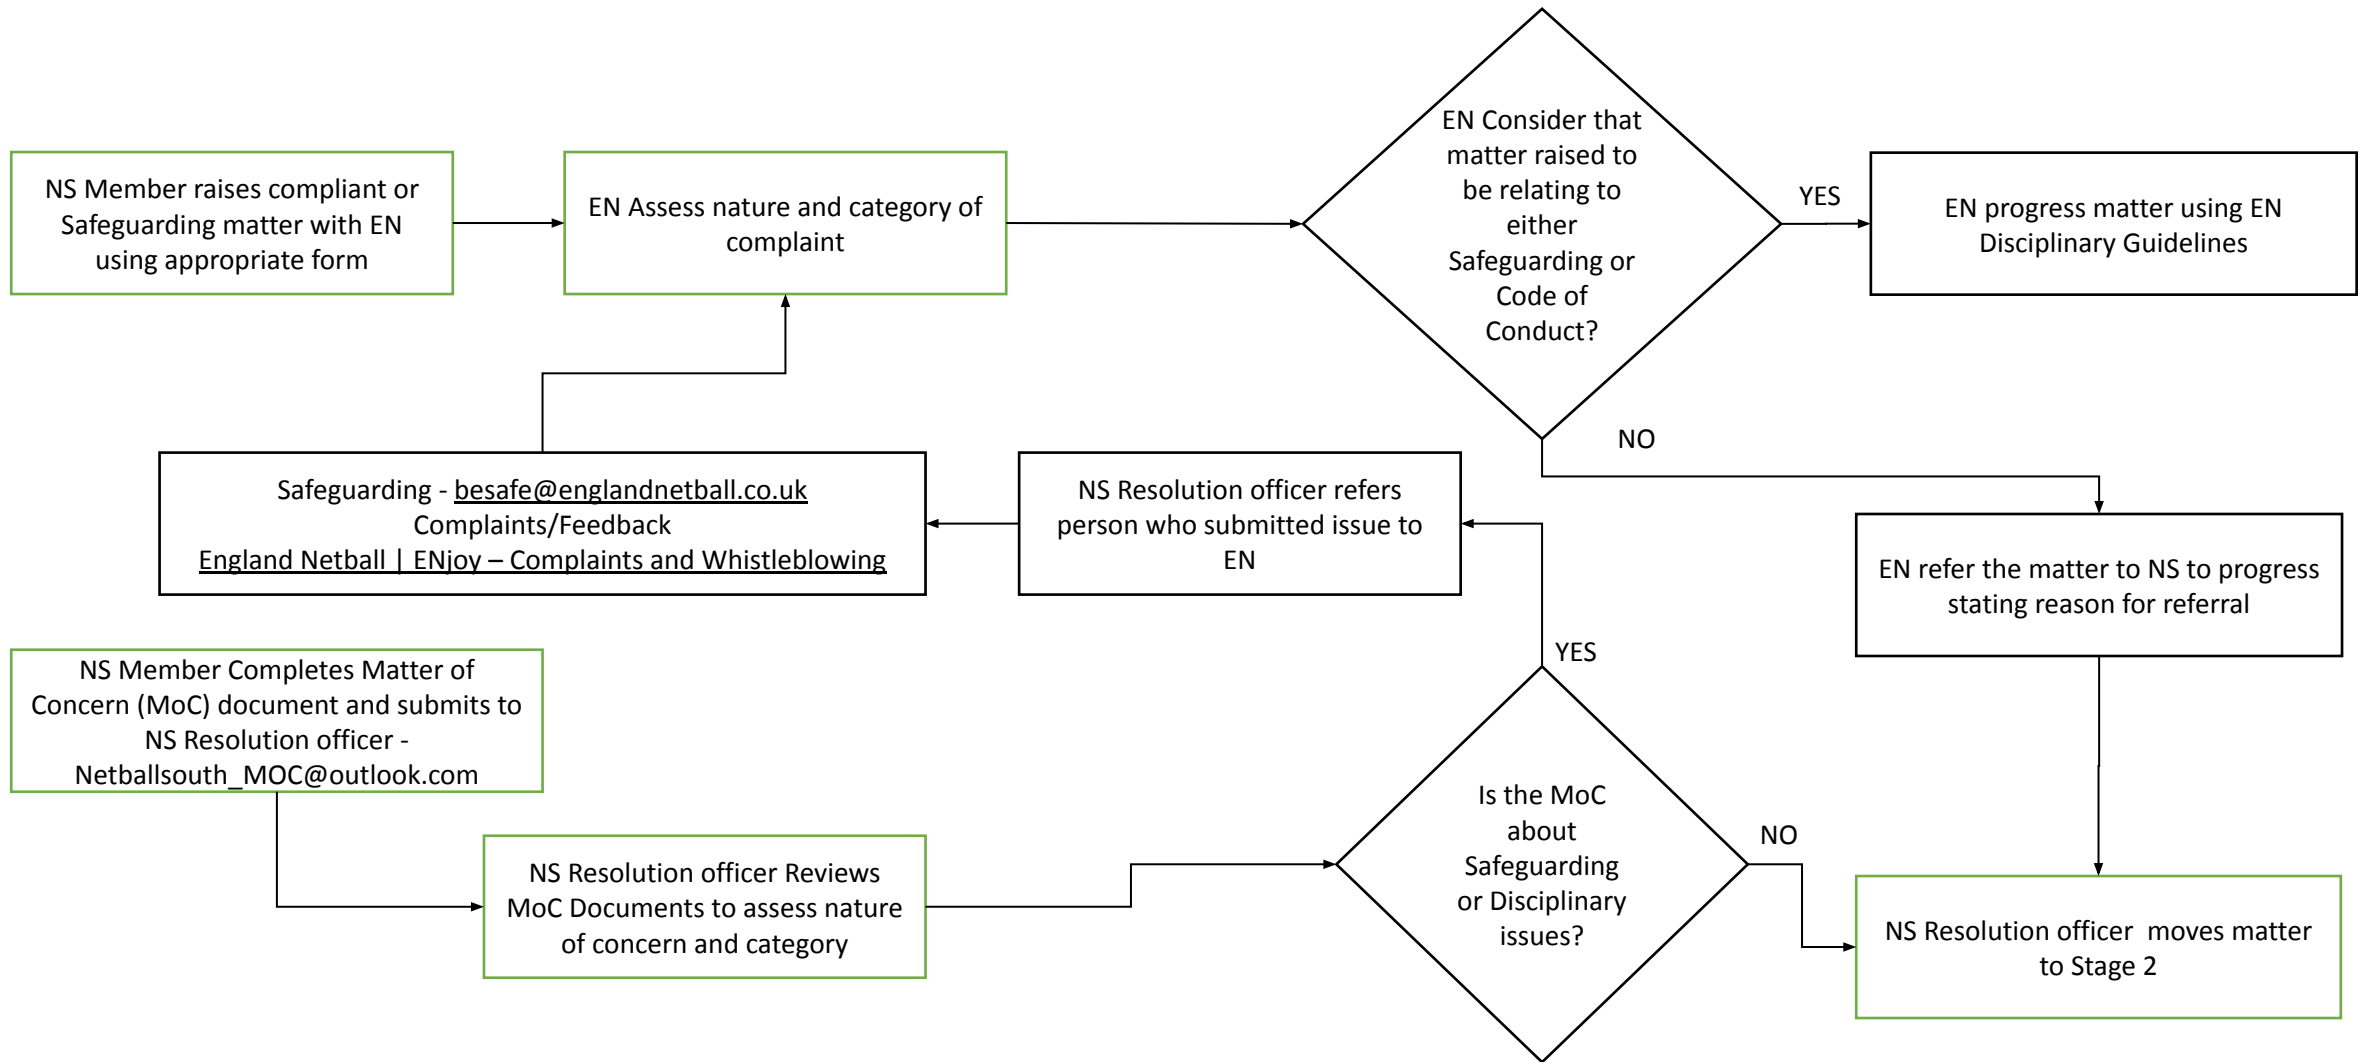 NS Member raises compliant or
Safeguarding matter with EN
using appropriate form
EN Assess nature and category of
complaint
EN Consider that
matter raised to
be relating to
either
Safeguarding or
Code of
Conduct?
YES
EN progress matter using EN
Disciplinary Guidelines
NO
Safeguarding - besafe@englandnetball.co.uk
Complaints/Feedback
England Netball | ENjoy – Complaints and Whistleblowing
NS Resolution officer refers
person who submitted issue to
EN
EN refer the matter to NS to progress
stating reason for referral
NS Member Completes Matter of
Concern (MoC) document and submits to
NS Resolution officer -
Netballsouth_MOC@outlook.com
YES
NS Resolution officer Reviews
MoC Documents to assess nature
of concern and category
Is the MoC
about
Safeguarding
or Disciplinary
issues?
NO
NS Resolution officer  moves matter
to Stage 2